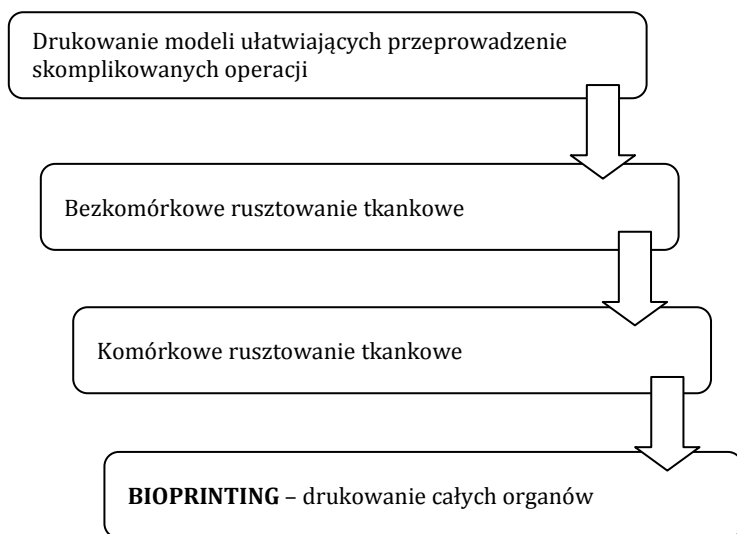 Drukowanie modeli ułatwiających przeprowadzenie
skomplikowanych operacji
Bezkomórkowe rusztowanie tkankowe
Komórkowe rusztowanie tkankowe
BIOPRINTING – drukowanie całych organów